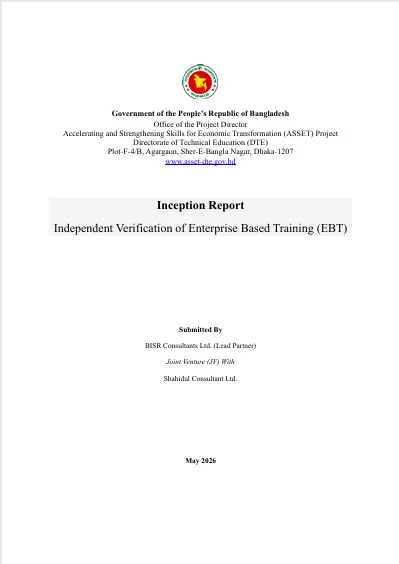 Government of the People's Republic of Bangladesh
Office of the Project Director
Accelerating and Strengthening Skills for Economic Transformation (ASSET) Project
Directorate of Technical Education (DTE)
Plot-F-4/B, Agargaon, Sher-E-Bangla Nagar, Dhaka-1207
www.asset-dte.gov.bd
Inception Report
Independent Verification of Enterprise Based Training (EBT)
Submitted By
BISR Consultants Ltd. (Lead Partner)
Joint Venture (JV) With
Shahidul Consultant Ltd.
May 2026